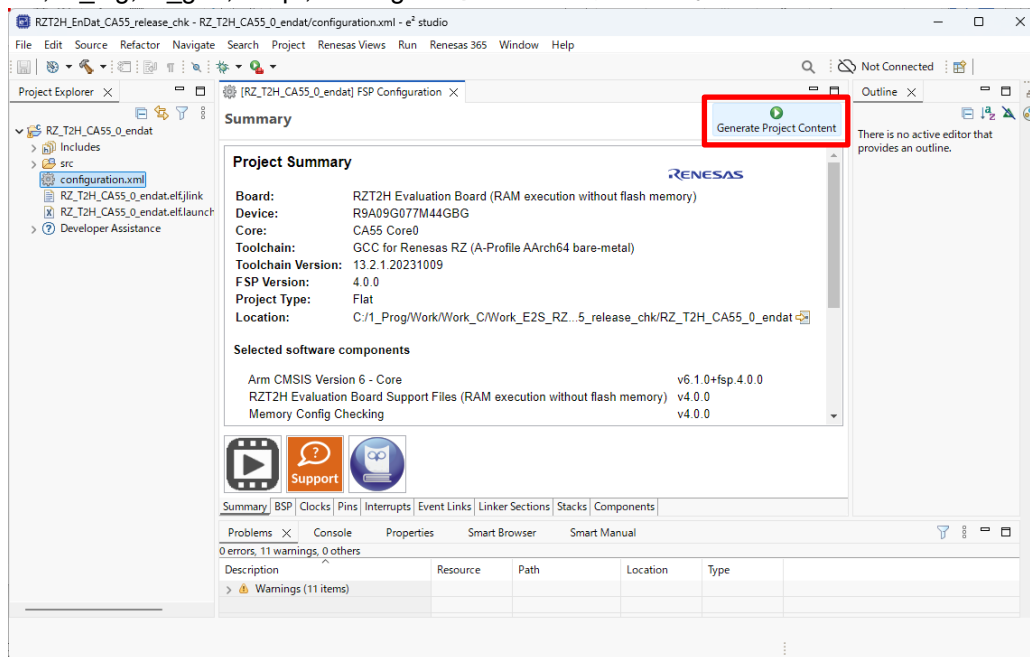 RZT2H_EnDat_CA55_release_chk - RZ_T2H_CA55_0_endat/configuration.xml - e² studio
File Edit Source Refactor Navigate Search Project Renesas Views Run Renesas 365 Window Help
Not Connected
Project Explorer
[RZ_T2H_CA55_0_endat] FSP Configuration
Outline
RZ_T2H_CA55_0_endat
Includes
src
configuration.xml
RZ_T2H_CA55_0_endat.elf.jlink
RZ_T2H_CA55_0_endat.elf.launch
Developer Assistance
Summary
Generate Project Content
There is no active editor that
provides an outline.
Project Summary
RENESAS
Board: RZT2H Evaluation Board (RAM execution without flash memory)
Device: R9A09G077M44GBG
Core: CA55 Core0
Toolchain: GCC for Renesas RZ (A-Profile AArch64 bare-metal)
Toolchain Version: 13.2.1.20231009
FSP Version: 4.0.0
Project Type: Flat
Location: C:/1_Prog/Work/Work_C/Work_E2S_RZ...5_release_chk/RZ_T2H_CA55_0_endat
Selected software components
Arm CMSIS Version 6 - Core v6.1.0+fsp.4.0.0
RZT2H Evaluation Board Support Files (RAM execution without flash memory) v4.0.0
Memory Config Checking v4.0.0
Support
Summary BSP Clocks Pins Interrupts Event Links Linker Sections Stacks Components
Problems Console Properties Smart Browser Smart Manual
0 errors, 11 warnings, 0 others
Description Resource Path Location Type
Warnings (11 items)